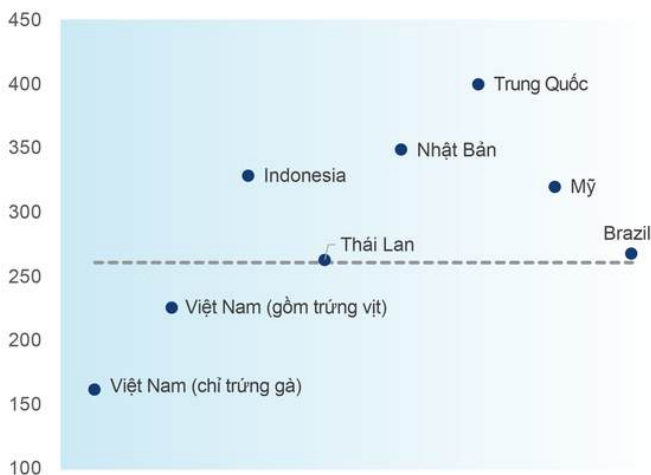 450
400
350
300
250
200
150
100
Trung Quốc
Nhật Bản
Indonesia
Mỹ
Brazil
Thái Lan
Việt Nam (gồm trứng vịt)
Việt Nam (chỉ trứng gà)